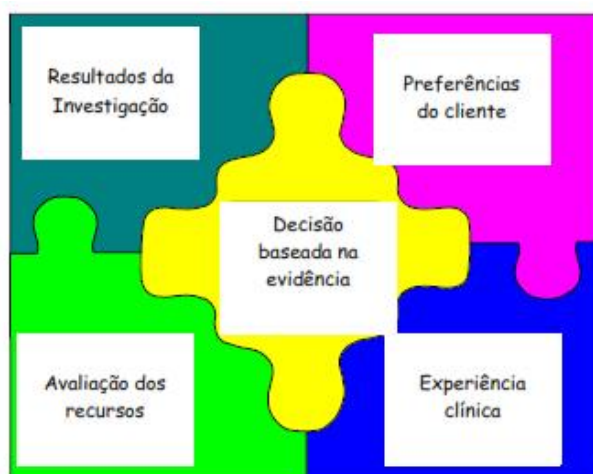 Resultados da
Investigação
Preferências
do cliente
Decisão
baseada na
evidência
Avaliação dos
recursos
Experiência
clínica